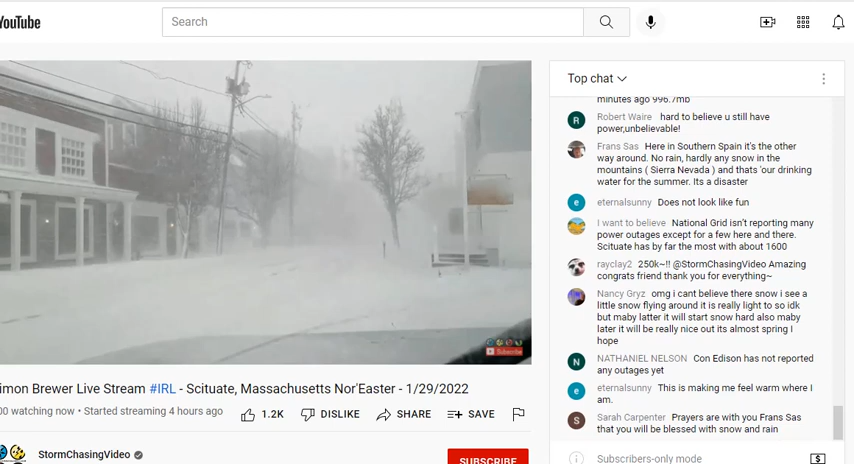 YouTube
Search
Top chat
minutes ago 996.7mb
Robert Waire hard to believe u still have
power,unbelievable!
Frans Sas Here in Southern Spain it's the other
way around. No rain, hardly any snow in the
mountains ( Sierra Nevada ) and thats 'our drinking
water for the summer. Its a disaster
eternalsunny Does not look like fun
I want to believe National Grid isn't reporting many
power outages except for a few here and there.
Scituate has by far the most with about 1600
rayclay2 250k~!! @StormChasingVideo Amazing
congrats friend thank you for everything~
Nancy Gryz omg i cant believe there snow i see a
little snow flying around it is really light to so idk
but maby latter it will start snow hard also maby
later it will be really nice out its almost spring I
hope
NATHANIEL NELSON Con Edison has not reported
any outages yet
eternalsunny This is making me feel warm where I
am.
Sarah Carpenter Prayers are with you Frans Sas
that you will be blessed with snow and rain
Subscribers-only mode
Subscribe
imon Brewer Live Stream #IRL - Scituate, Massachusetts Nor'Easter - 1/29/2022
00 watching now • Started streaming 4 hours ago
1.2K
DISLIKE
SHARE
SAVE
StormChasingVideo
SUBSCRIBE